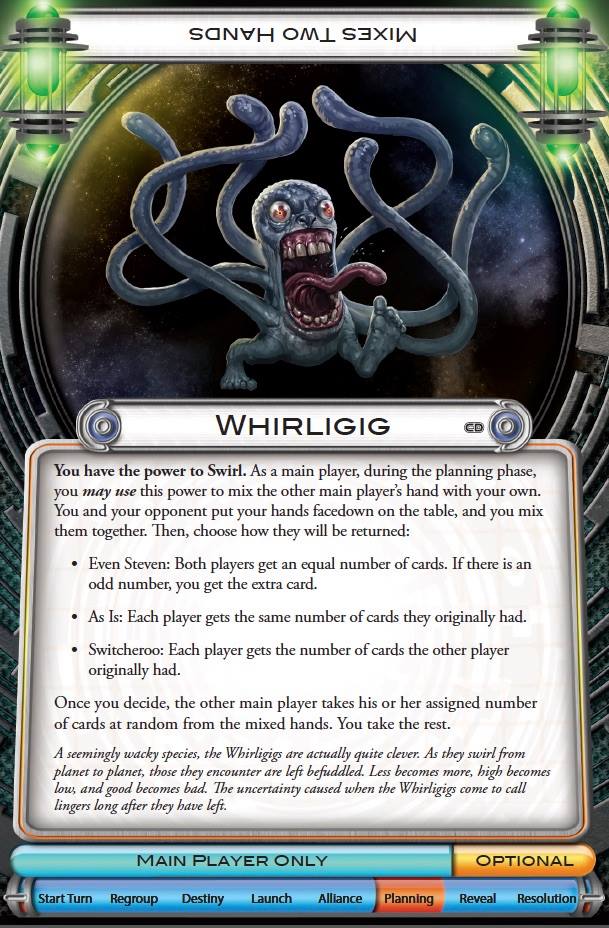 Mixes Two Hands
Whirligig CD
You have the power to Swirl. As a main player, during the planning phase,
you may use this power to mix the other main player's hand with your own.
You and your opponent put your hands facedown on the table, and you mix
them together. Then, choose how they will be returned:
• Even Steven: Both players get an equal number of cards. If there is an
odd number, you get the extra card.
• As Is: Each player gets the same number of cards they originally had.
• Switcheroo: Each player gets the number of cards the other player
originally had.
Once you decide, the other main player takes his or her assigned number
of cards at random from the mixed hands. You take the rest.
A seemingly wacky species, the Whirligigs are actually quite clever. As they swirl from
planet to planet, those they encounter are left befuddled. Less becomes more, high becomes
low, and good becomes bad. The uncertainty caused when the Whirligigs come to call
lingers long after they have left.
Main Player Only Optional
Start Turn Regroup Destiny Launch Alliance Planning Reveal Resolution